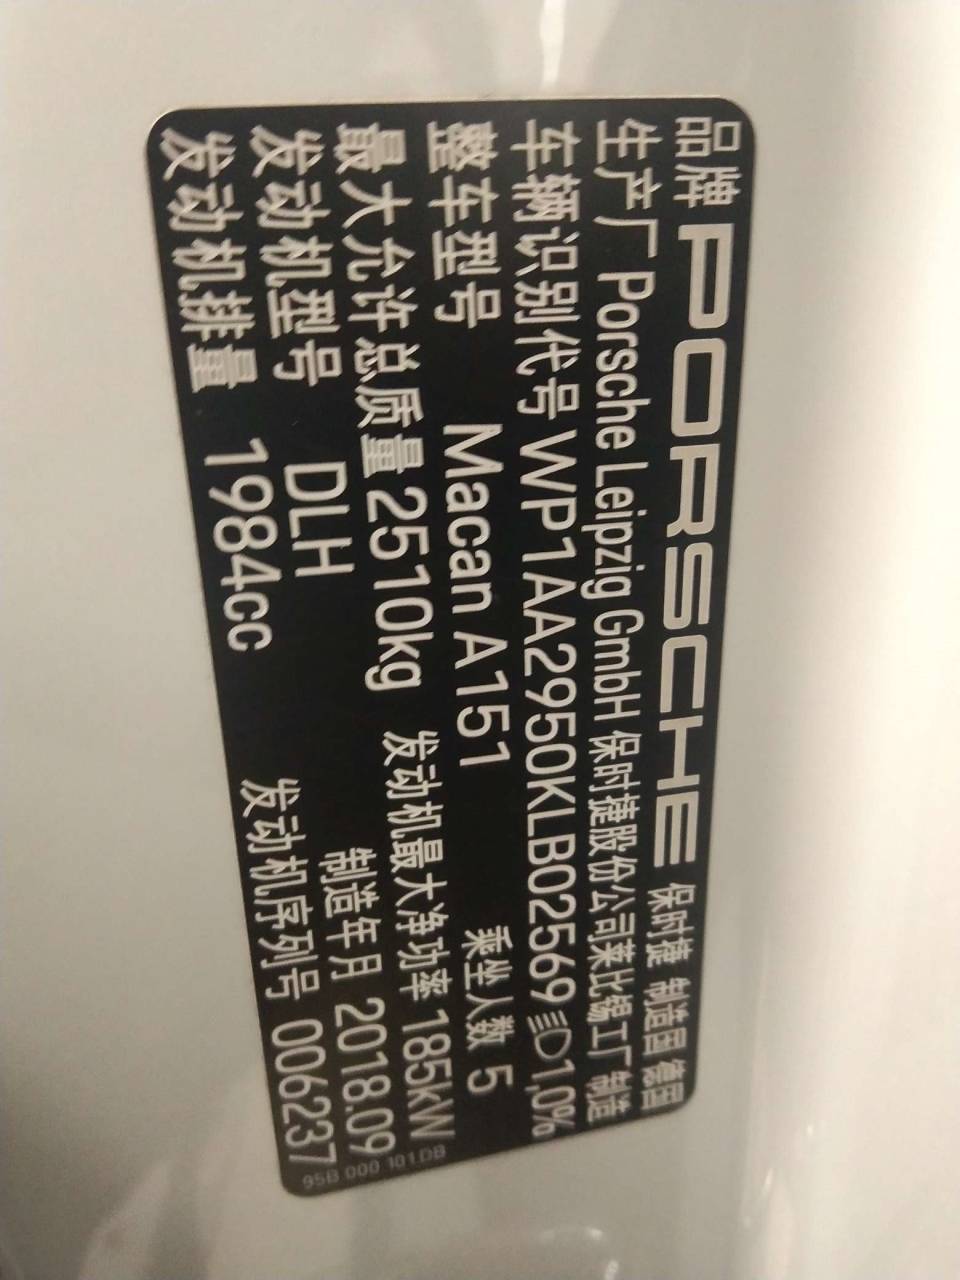 品牌 PORSCHE 保时捷 制造国 德国
生产厂 Porsche Leipzig GmbH 保时捷股份公司莱比锡工厂 制造
车辆识别代号 WP1AA2950KLB02569 1,0%
整车型号 Macan A151 乘坐人数 5
最大允许总质量 2510kg 发动机最大净功率 185kW
发动机型号 DLH 制造年月 2018.09
发动机排量 1984cc 发动机序列号 006237
95B 000 101.DB